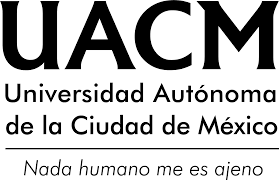 UACM
Universidad Autónoma
de la Ciudad de México
Nada humano me es ajeno